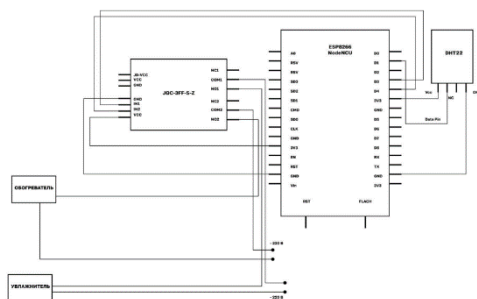 JD-VCC
VCC
GND
GND
IN1
IN2
VCC
JQC-3FF-S-Z
NC1
COM1
NO1
NC2
COM2
NO2
ESP8266
NodeMCU
A0
RSV
RSV
SD3
SD2
SD1
CMD
SD0
CLK
GND
3V3
EN
RST
GND
Vin
D0
D1
D2
D3
D4
3V3
GND
D5
D6
D7
D8
RX
TX
GND
3V3
RST
FLASH
DHT22
Vcc
NC
Data Pin
ОБОГРЕВАТЕЛЬ
УВЛАЖНИТЕЛЬ
~220 В
~220 В